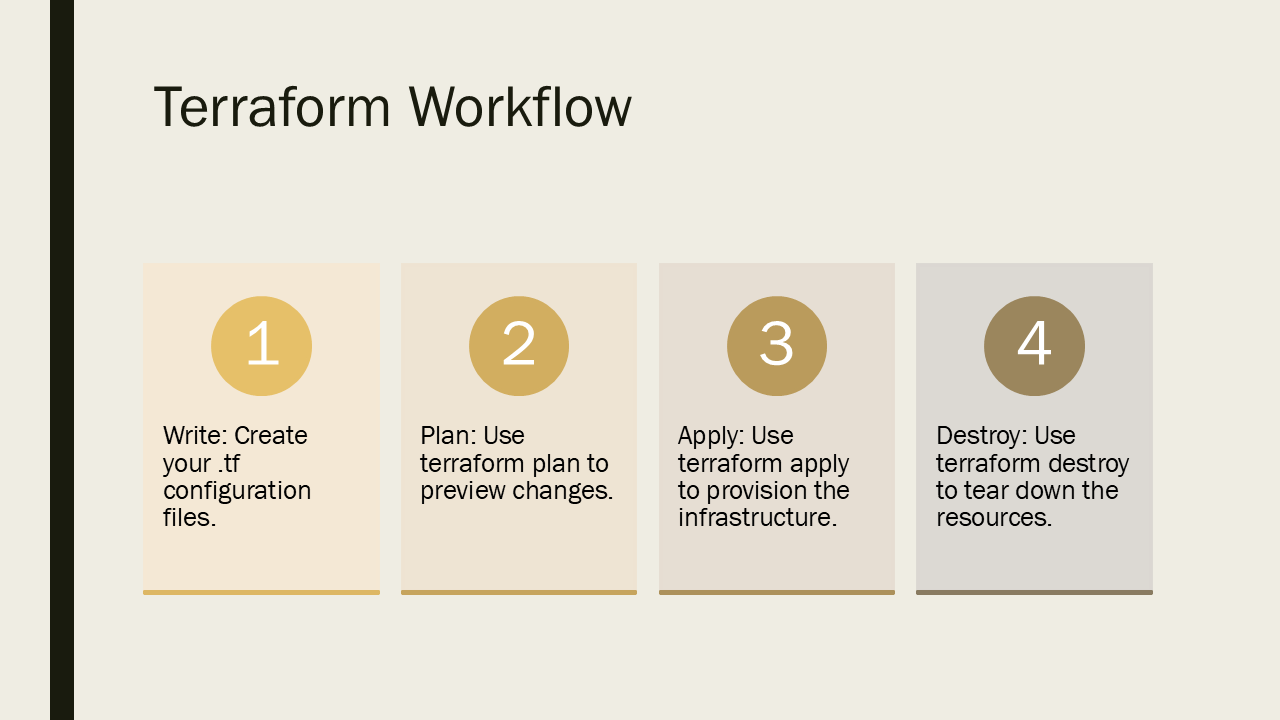 Terraform Workflow
1
Write: Create
your .tf
configuration
files.
2
Plan: Use
terraform plan to
preview changes.
3
Apply: Use
terraform apply
to provision the
infrastructure.
4
Destroy: Use
terraform destroy
to tear down the
resources.